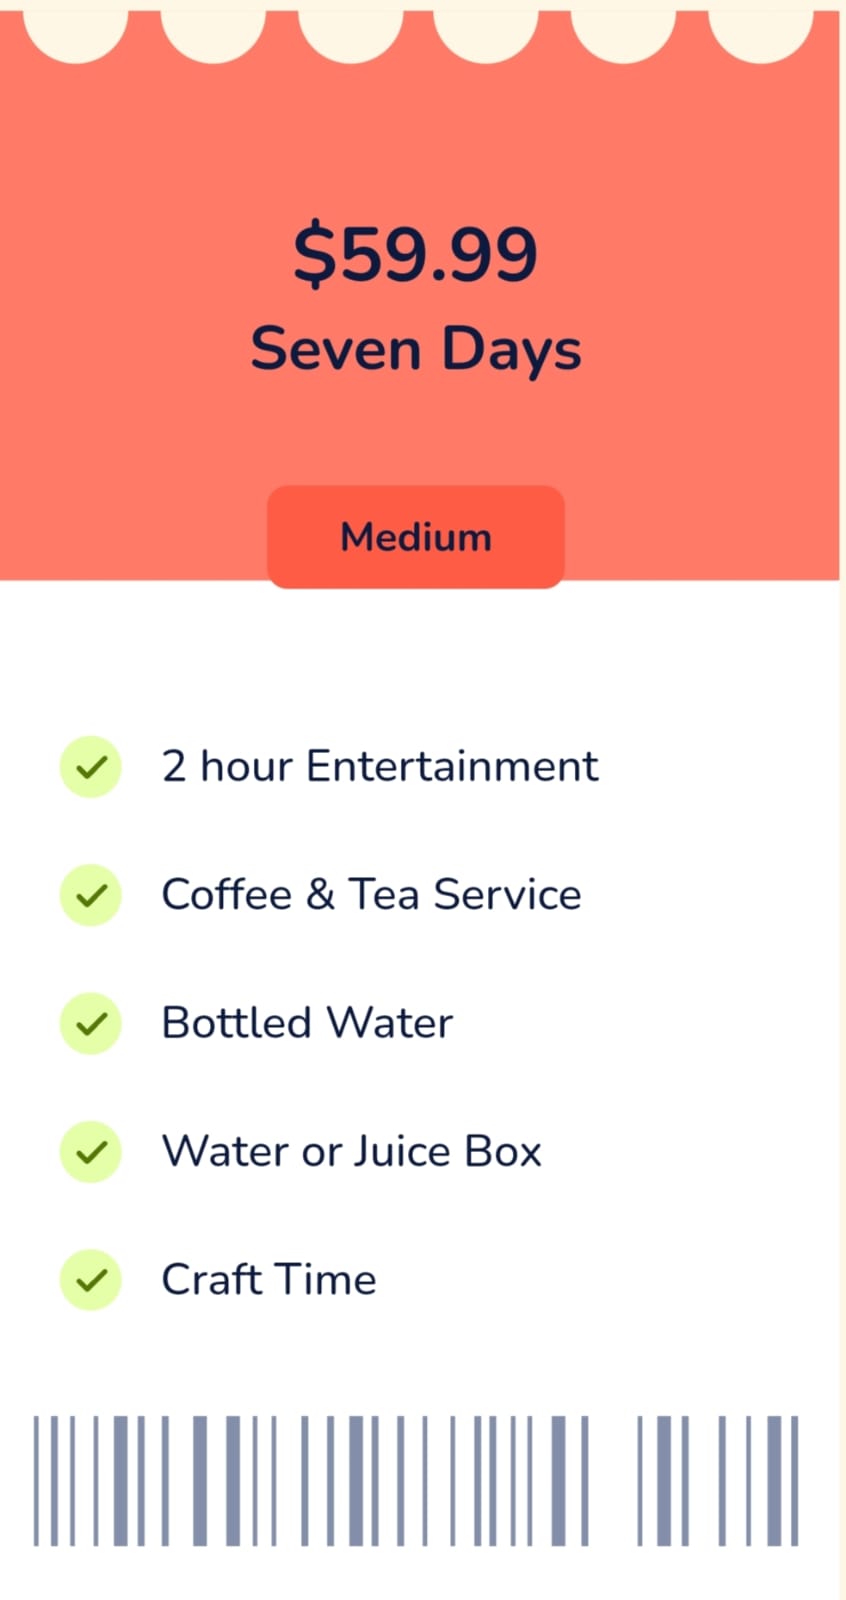 $59.99
Seven Days
Medium
2 hour Entertainment
Coffee & Tea Service
Bottled Water
Water or Juice Box
Craft Time